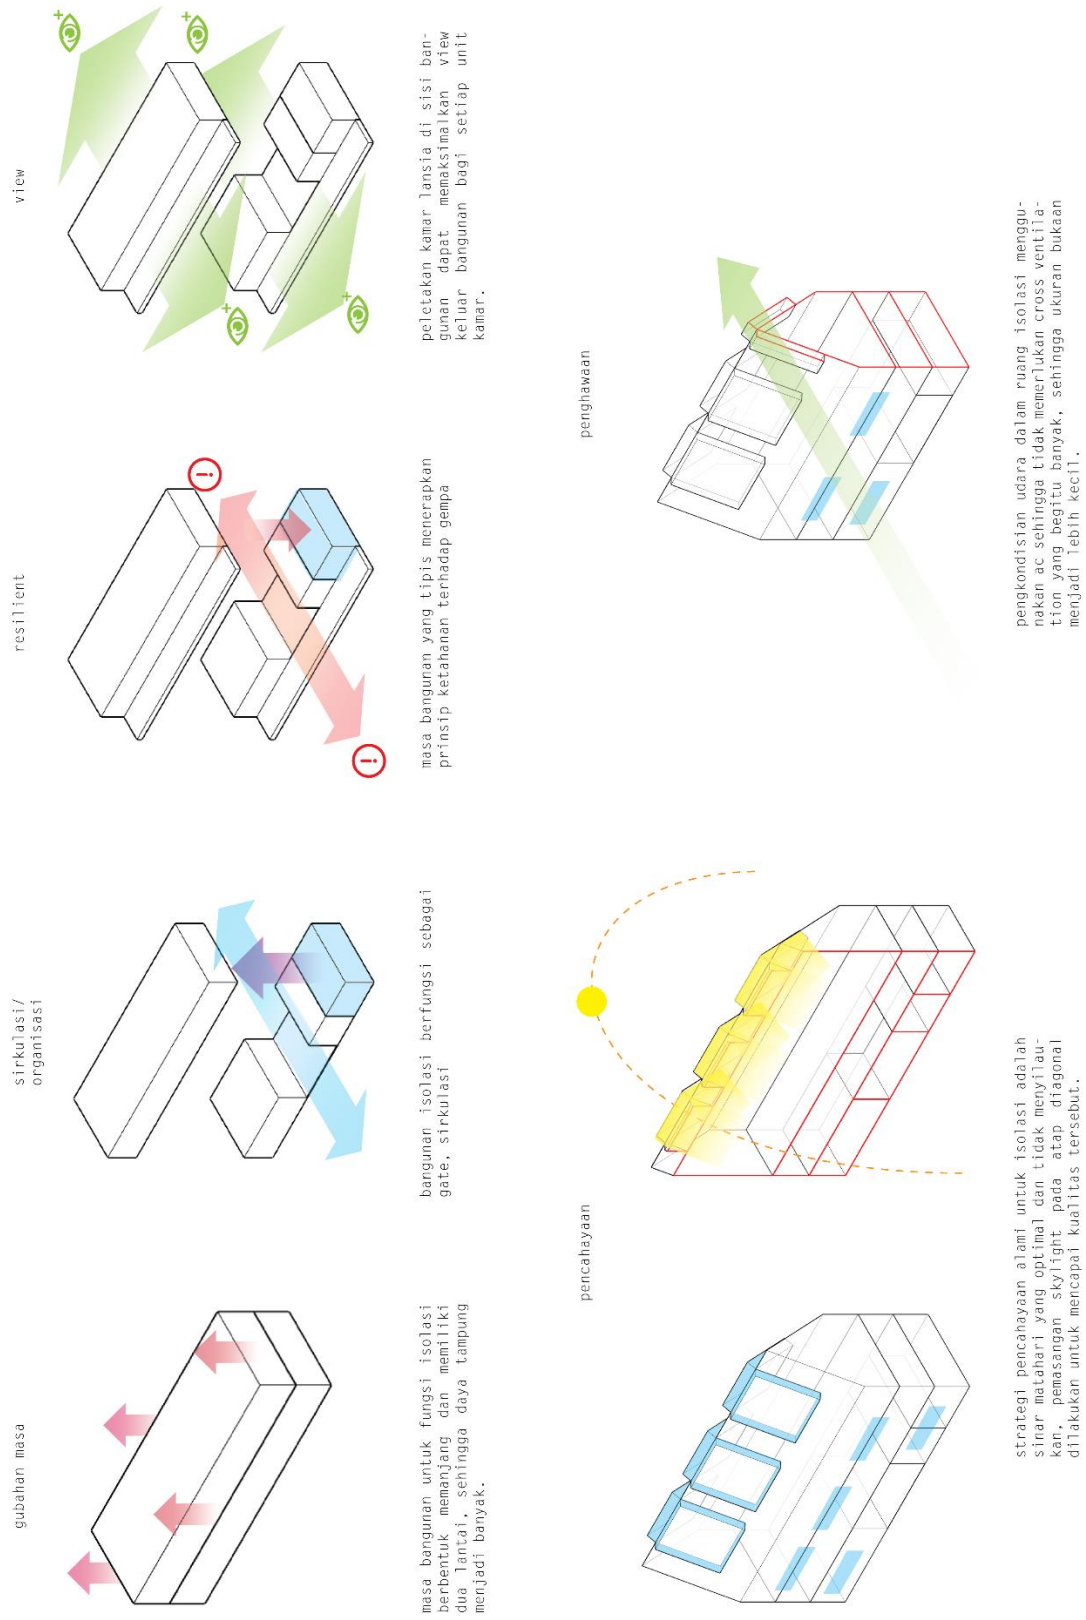 gubahan masa
masa bangunan untuk fungsi isolasi
berbentuk memanjang dan memiliki
dua lantai, sehingga daya tampung
menjadi banyak.
sirkulasi/
organisasi
bangunan isolasi berfungsi sebagai
gate, sirkulasi
resilient
masa bangunan yang tipis menerapkan
prinsip ketahanan terhadap gempa
view
peletakan kamar lansia di sisi ban-
gunan dapat memaksimalkan view
keluar bangunan bagi setiap unit
kamar.
pencahayaan
strategi pencahayaan alami untuk isolasi adalah
sinar matahari yang optimal dan tidak menyilau-
kan, pemasangan skylight pada atap diagonal
dilakukan untuk mencapai kualitas tersebut.
penghawaan
pengkondisian udara dalam ruang isolasi menggu-
nakan ac sehingga tidak memerlukan cross ventila-
tion yang begitu banyak, sehingga ukuran bukaan
menjadi lebih kecil.